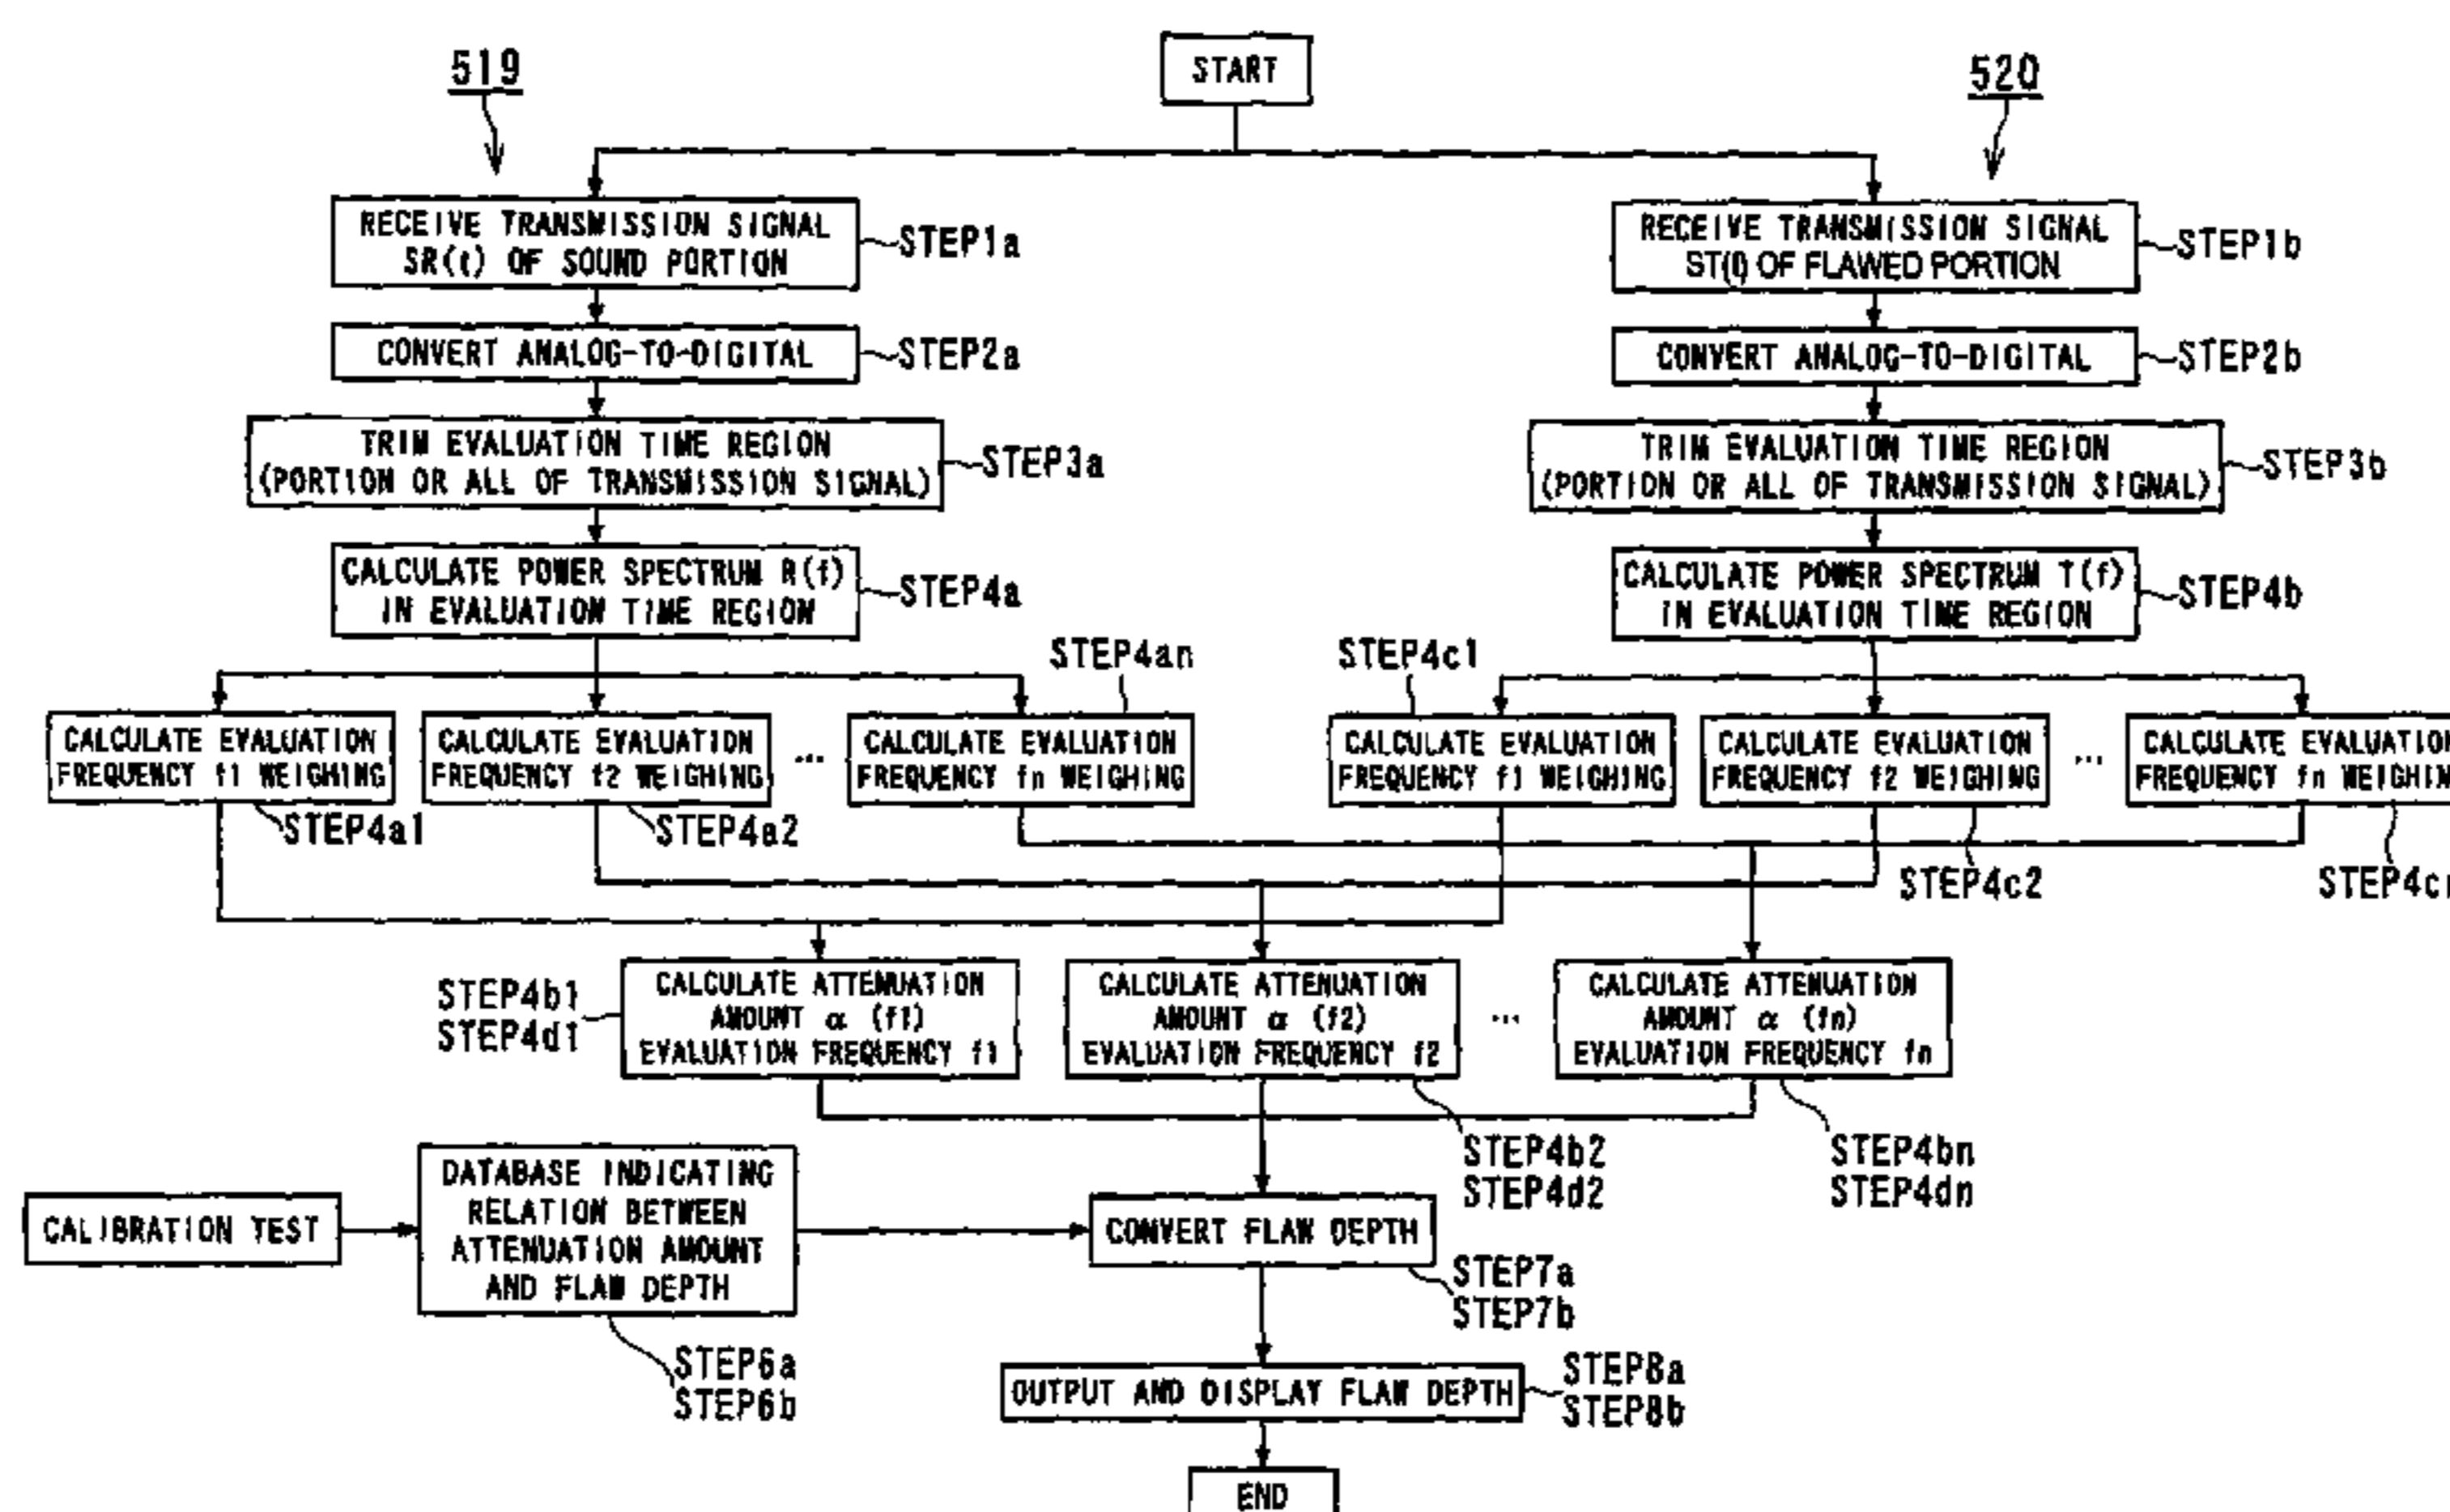 519
START
520
RECEIVE TRANSMISSION SIGNAL
SR(t) OF SOUND PORTION
STEP1a
RECEIVE TRANSMISSION SIGNAL
ST(t) OF FLAWED PORTION
STEP1b
CONVERT ANALOG-TO-DIGITAL
STEP2a
CONVERT ANALOG-TO-DIGITAL
STEP2b
TRIM EVALUATION TIME REGION
(PORTION OR ALL OF TRANSMISSION SIGNAL)
STEP3a
TRIM EVALUATION TIME REGION
(PORTION OR ALL OF TRANSMISSION SIGNAL)
STEP3b
CALCULATE POWER SPECTRUM R(f)
IN EVALUATION TIME REGION
STEP4a
CALCULATE POWER SPECTRUM T(f)
IN EVALUATION TIME REGION
STEP4b
STEP4an
STEP4c1
CALCULATE EVALUATION
FREQUENCY f1 WEIGHING
STEP4a1
CALCULATE EVALUATION
FREQUENCY f2 WEIGHING
STEP4a2
...
CALCULATE EVALUATION
FREQUENCY fn WEIGHING
CALCULATE EVALUATION
FREQUENCY f1 WEIGHING
CALCULATE EVALUATION
FREQUENCY f2 WEIGHING
STEP4c2
...
CALCULATE EVALUATION
FREQUENCY fn WEIGHIN
STEP4c
STEP4b1
STEP4d1
CALCULATE ATTENUATION
AMOUNT α (f1)
EVALUATION FREQUENCY f1
CALCULATE ATTENUATION
AMOUNT α (f2)
EVALUATION FREQUENCY f2
...
CALCULATE ATTENUATION
AMOUNT α (fn)
EVALUATION FREQUENCY fn
STEP4b2
STEP4d2
STEP4bn
STEP4dn
CALIBRATION TEST
DATABASE INDICATING
RELATION BETWEEN
ATTENUATION AMOUNT
AND FLAW DEPTH
STEP6a
STEP6b
CONVERT FLAW DEPTH
STEP7a
STEP7b
OUTPUT AND DISPLAY FLAW DEPTH
STEP8a
STEP8b
END